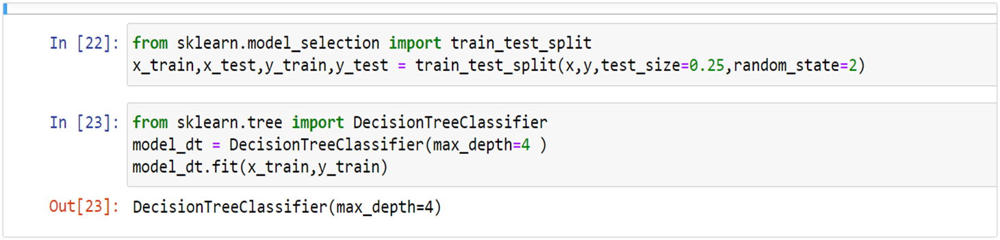 In [22]: from sklearn.model_selection import train_test_split
x_train,x_test,y_train,y_test = train_test_split(x,y,test_size=0.25,random_state=2)
In [23]: from sklearn.tree import DecisionTreeClassifier
model_dt = DecisionTreeClassifier(max_depth=4 )
model_dt.fit(x_train,y_train)
Out[23]: DecisionTreeClassifier(max_depth=4)